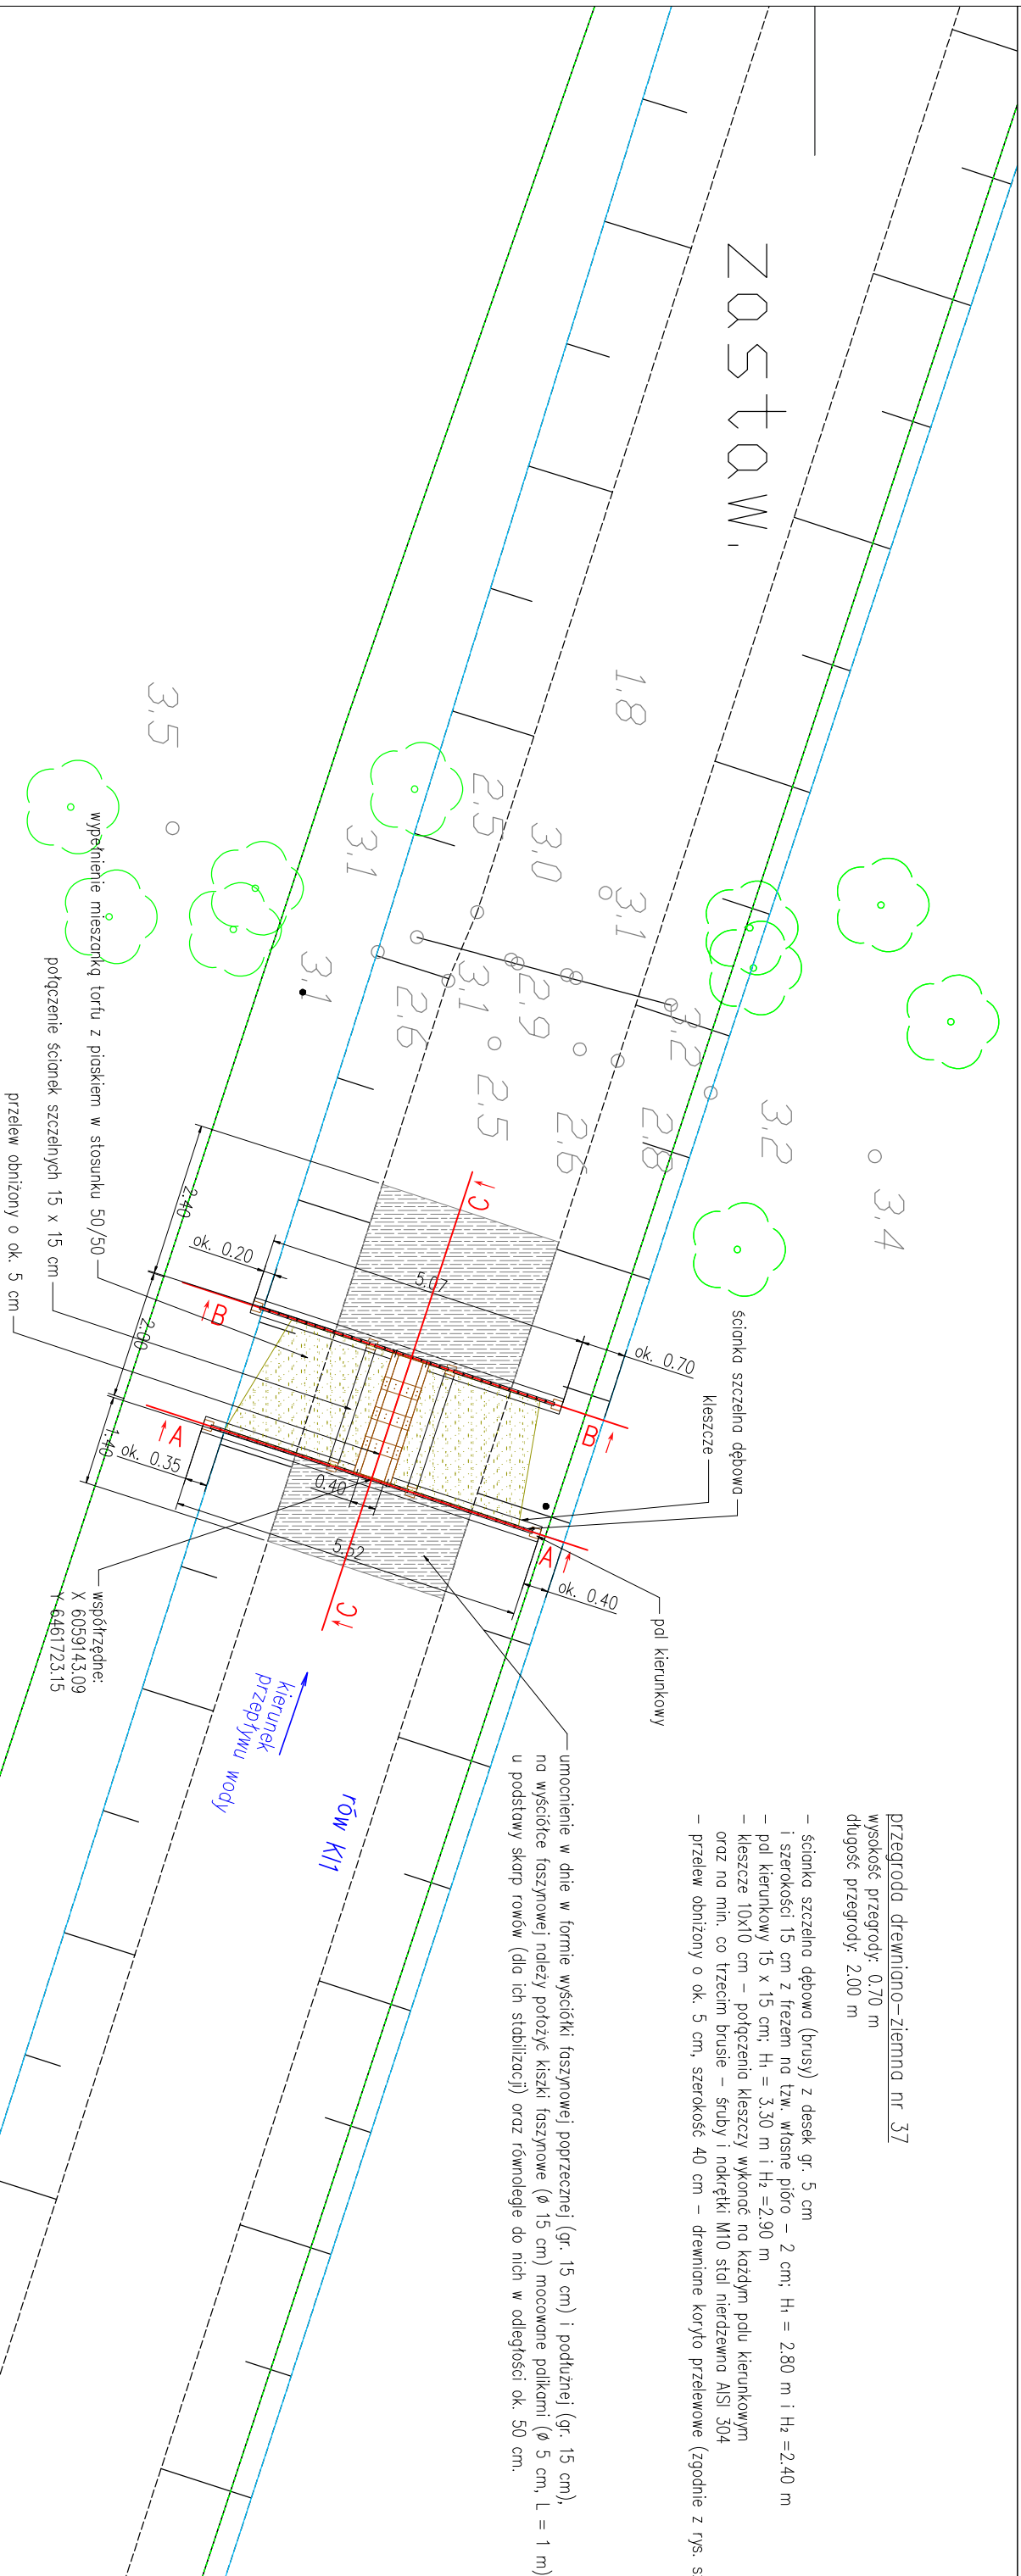 przegroda drewniano-ziemna nr 37
wysokość przegrody: 0.70 m
długość przegrody: 2.00 m
- ścianka szczelna dębowa (brusy) z desek gr. 5 cm
i szerokości 15 cm z frezem na tzw. własne pióro - 2 cm; H₁ = 2.80 m i H₂ =2.40 m
- pal kierunkowy 15 x 15 cm; H₁ = 3.30 m i H₂ =2.90 m
- kleszcze 10x10 cm - połączenia kleszczy wykonać na każdym palu kierunkowym
oraz na min. co trzecim brusie - śruby i nakrętki M10 stal nierdzewna AISI 304
- przelew obniżony o ok. 5 cm, szerokość 40 cm - drewniane koryto przelewowe (zgodnie z rys. s
umocnienie w dnie w formie wyściółki faszynowej poprzecznej (gr. 15 cm) i podłużnej (gr. 15 cm),
na wyściółce faszynowej należy położyć kiszki faszynowe (ø 15 cm) mocowane palikami (ø 5 cm, L = 1 m)
u podstawy skarp rowów (dla ich stabilizacji) oraz równolegle do nich w odległości ok. 50 cm.
zastaw.
ścianka szczelna dębowa
kleszcze
pal kierunkowy
3.4
3.2
3.2
2.8
1.8
3.1
3.0
2.6
2.9
2.5
2.5
3.1
2.6
3.1
3.1
3.5
C
C
B
B
A
A
ok. 0.70
ok. 0.40
5.07
5.52
0.40
ok. 0.20
ok. 0.35
2.40
2.00
1.40
rów K/1
kierunek
przepływu wody
współrzędne:
X 6059143.09
Y 6461723.15
wypełnienie mieszanką torfu z piaskiem w stosunku 50/50
połączenie ścianek szczelnych 15 x 15 cm
przelew obniżony o ok. 5 cm